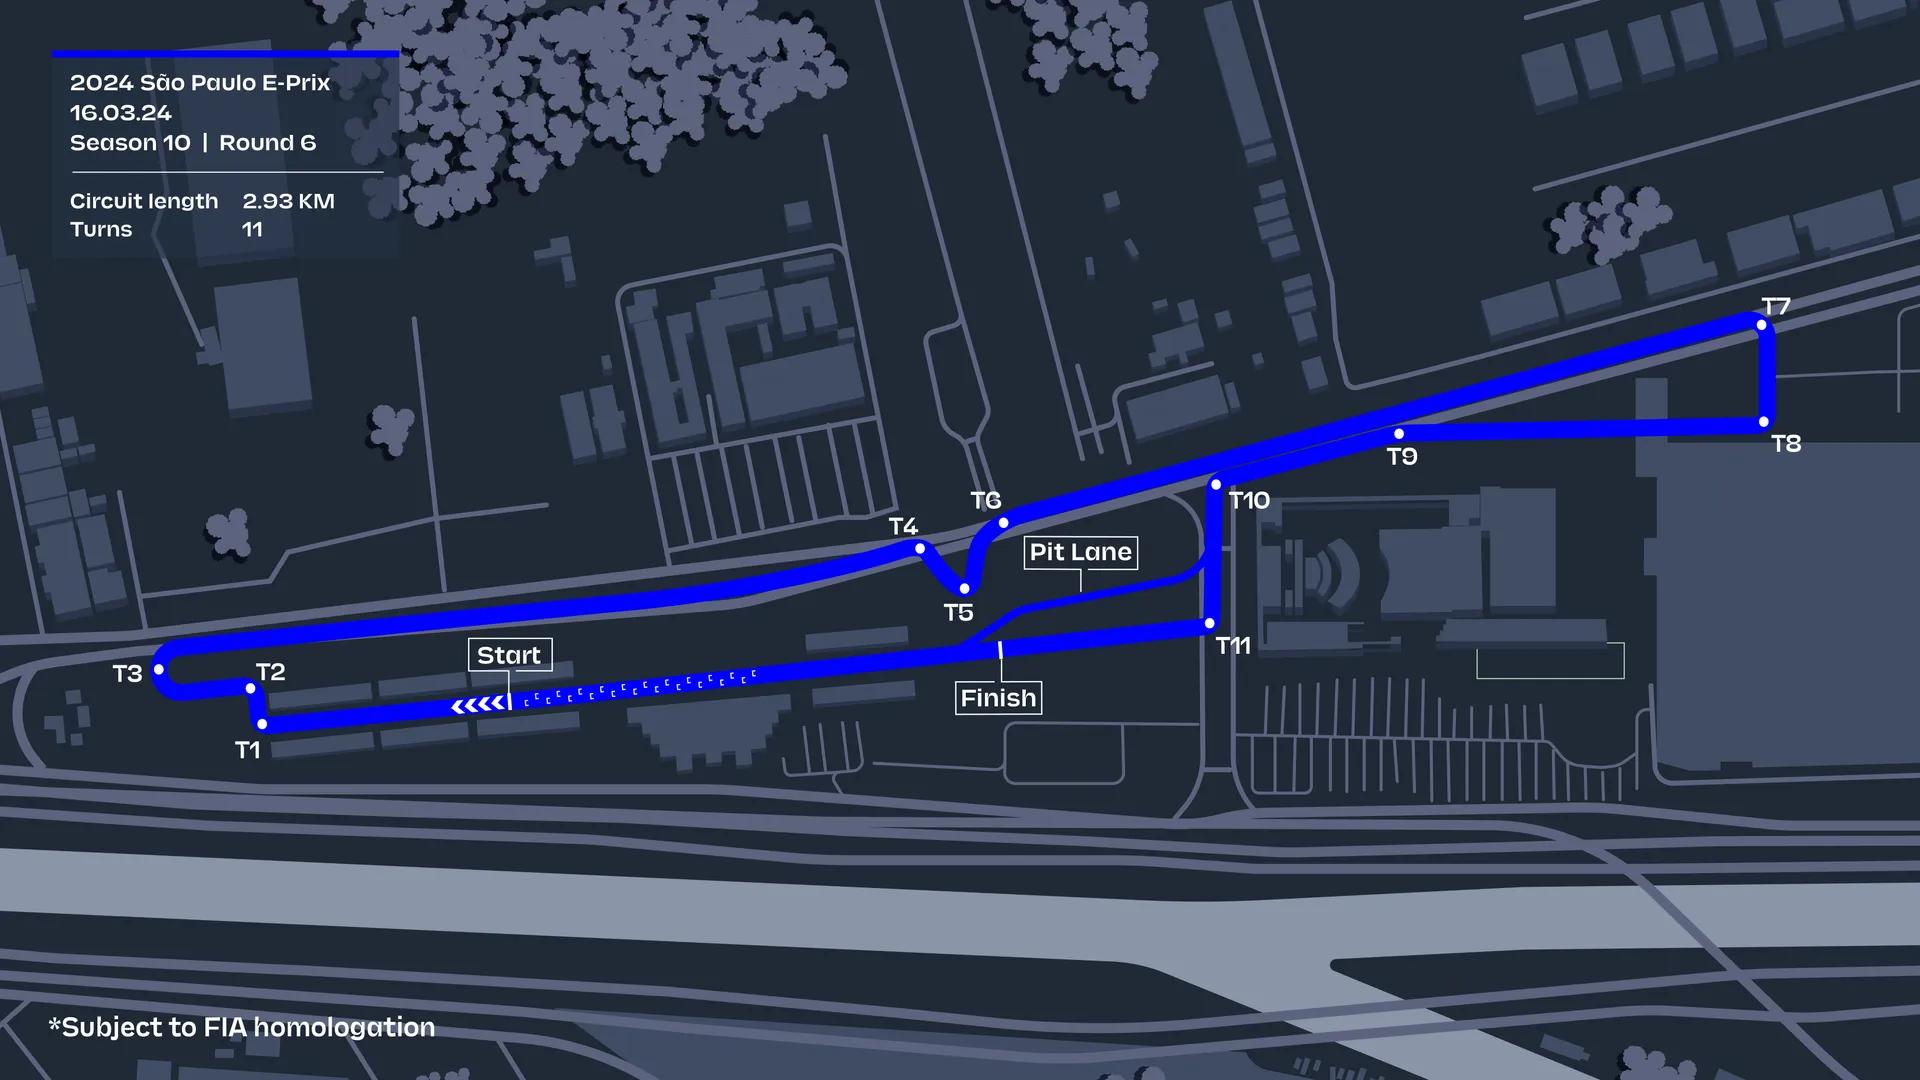 2024 São Paulo E-Prix
16.03.24
Season 10 | Round 6
Circuit length 2.93 KM
Turns 11
T7
T8
T9
T10
T6
T4
Pit Lane
T5
T11
Start
T2
T3
Finish
T1
*Subject to FIA homologation